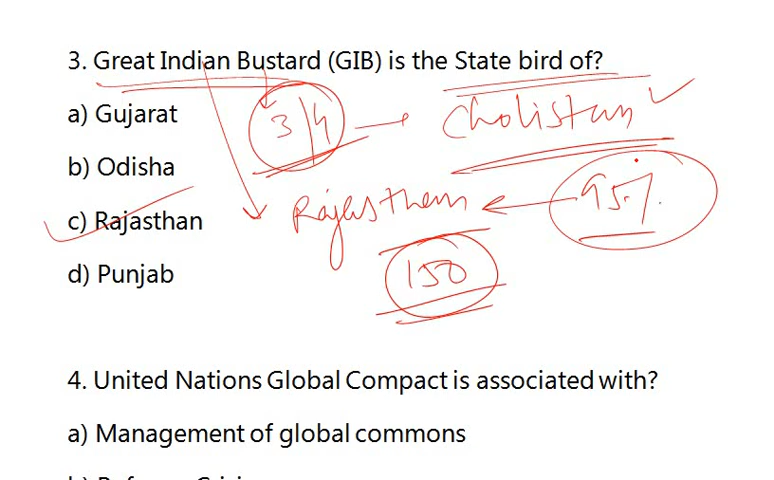 3. Great Indian Bustard (GIB) is the State bird of?
a) Gujarat
3/4
Cholistan
b) Odisha
95.%.
c) Rajasthan
Rajasthan
d) Punjab
150
4. United Nations Global Compact is associated with?
a) Management of global commons